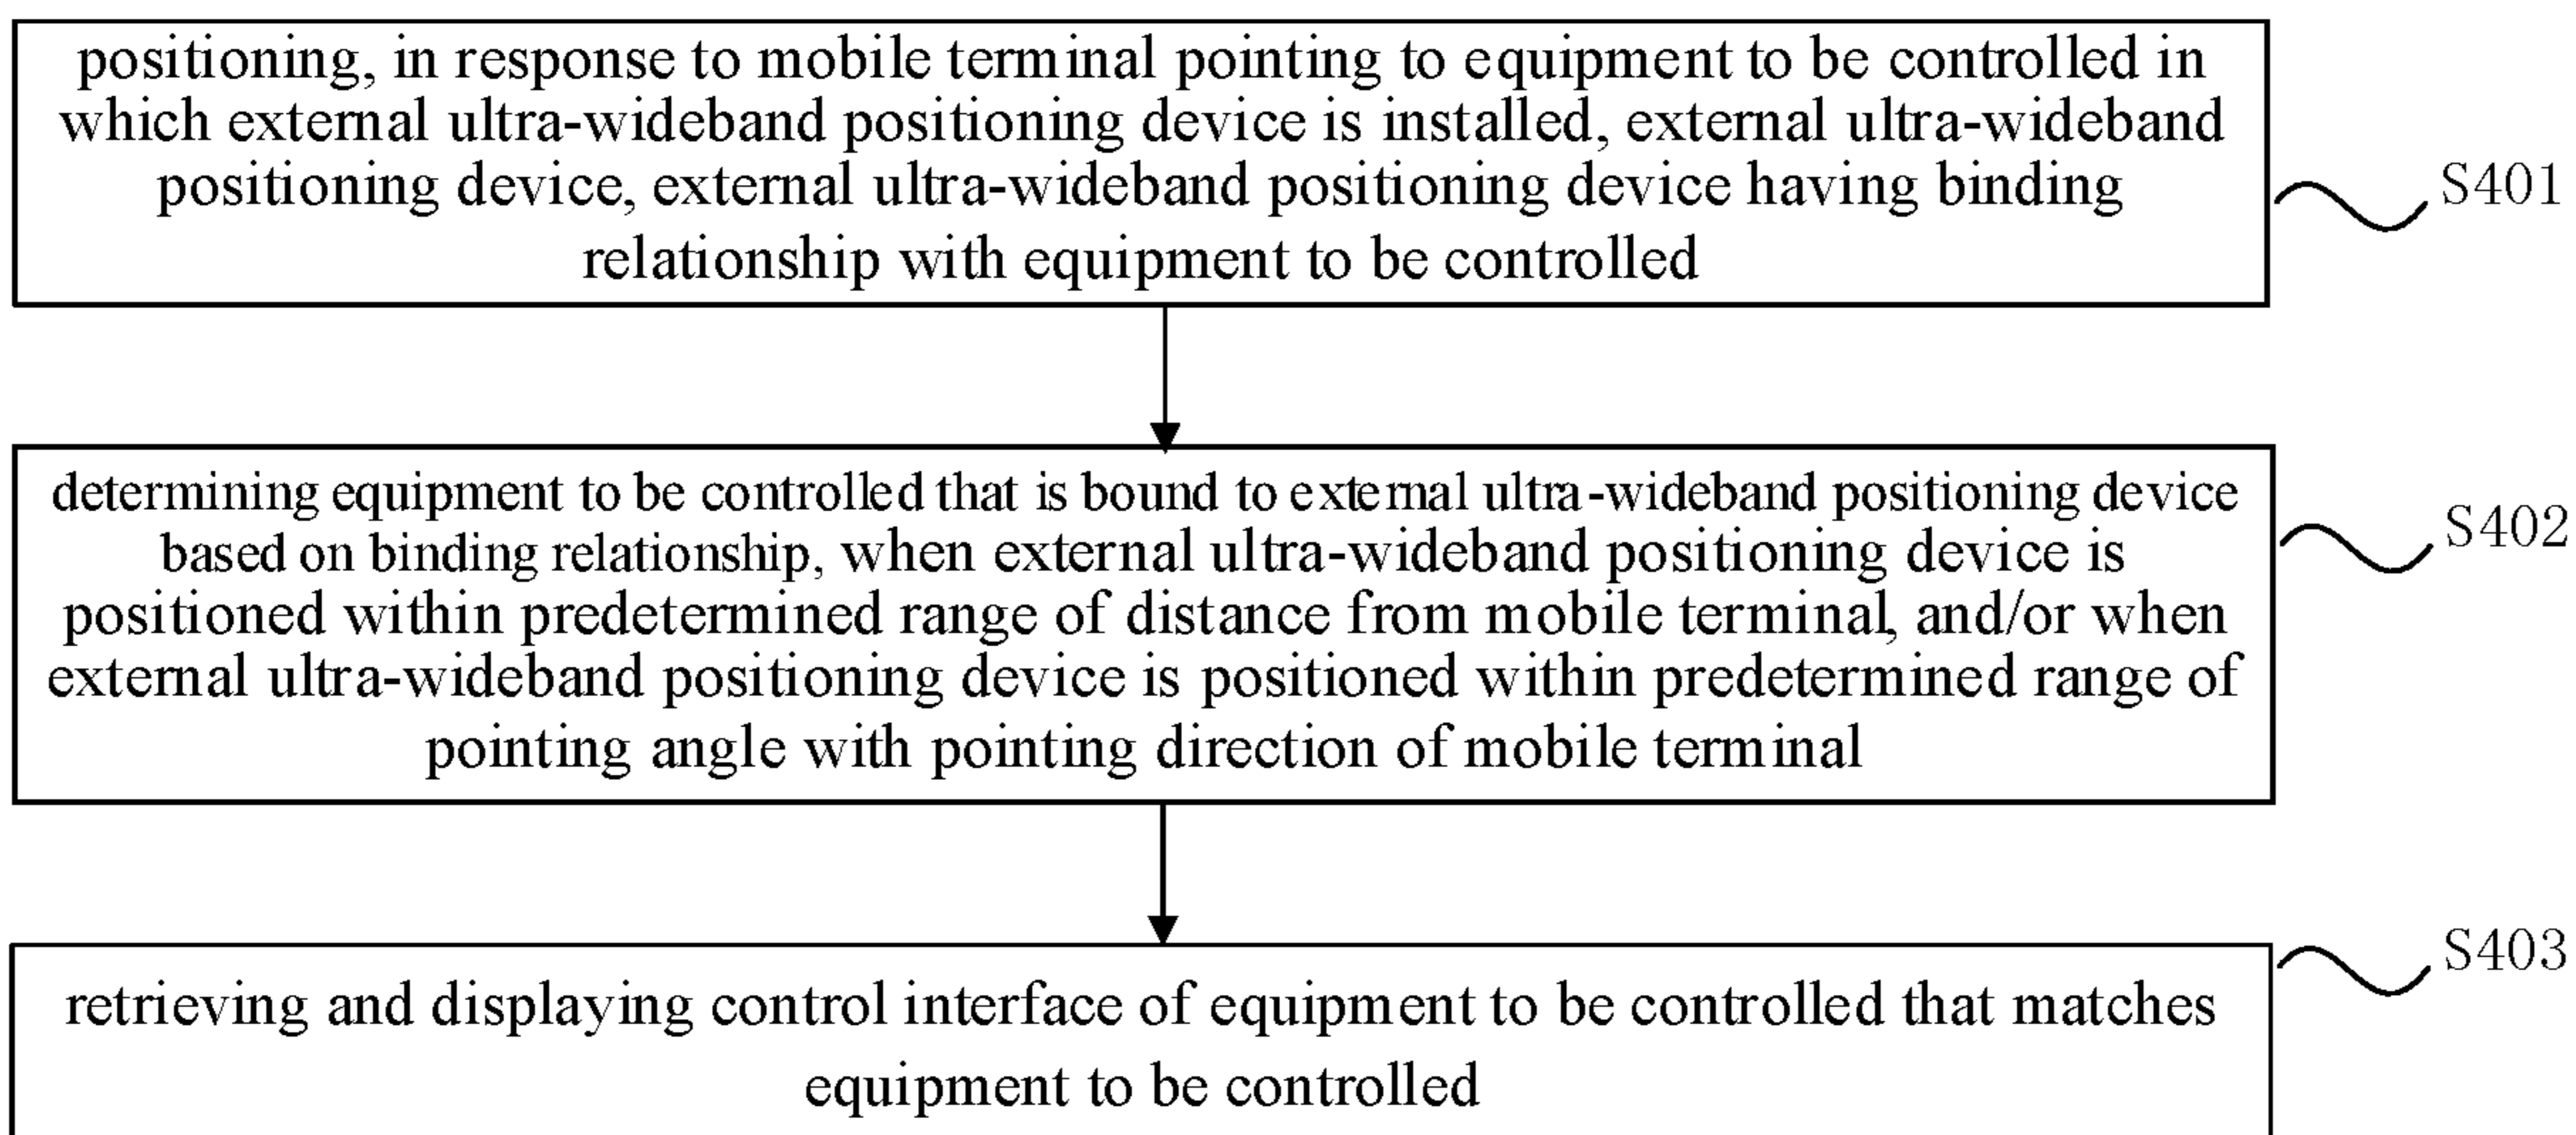 positioning, in response to mobile terminal pointing to equipment to be controlled in
which external ultra-wideband positioning device is installed, external ultra-wideband
positioning device, external ultra-wideband positioning device having binding
relationship with equipment to be controlled
S401
determining equipment to be controlled that is bound to external ultra-wideband positioning device
based on binding relationship, when external ultra-wideband positioning device is
positioned within predetermined range of distance from mobile terminal, and/or when
external ultra-wideband positioning device is positioned within predetermined range of
pointing angle with pointing direction of mobile terminal
S402
retrieving and displaying control interface of equipment to be controlled that matches
equipment to be controlled
S403